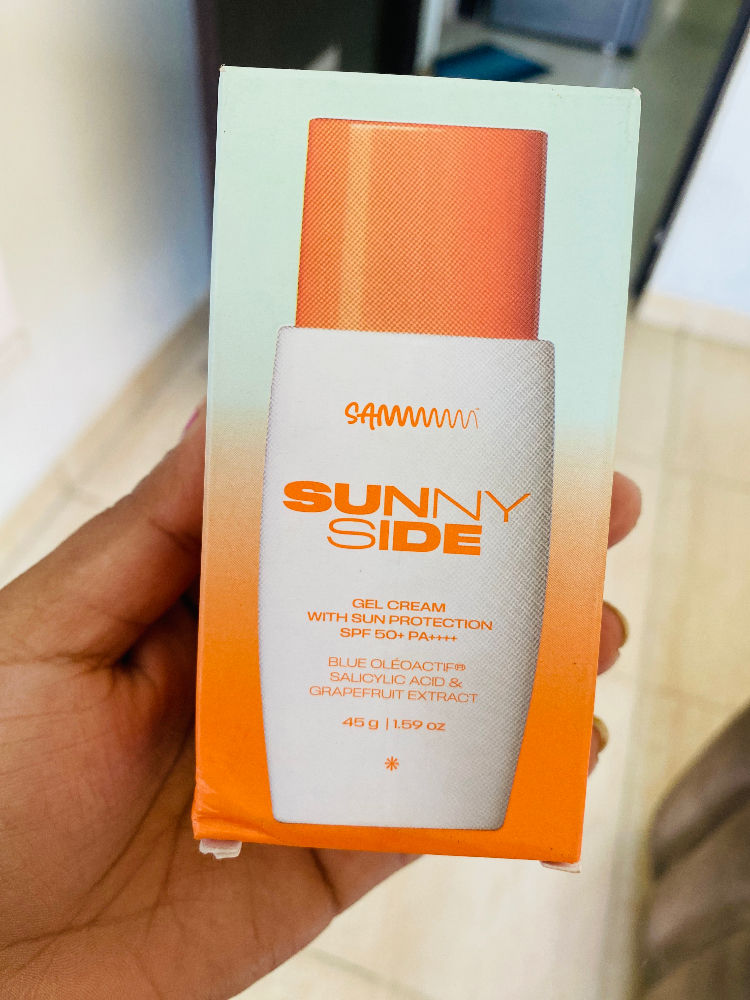 SAMMMMM™
SUNNY
SIDE
GEL CREAM
WITH SUN PROTECTION
SPF 50+ PA++++
BLUE OLÉOACTIF®
SALICYLIC ACID &
GRAPEFRUIT EXTRACT
45 g | 1.59 oz